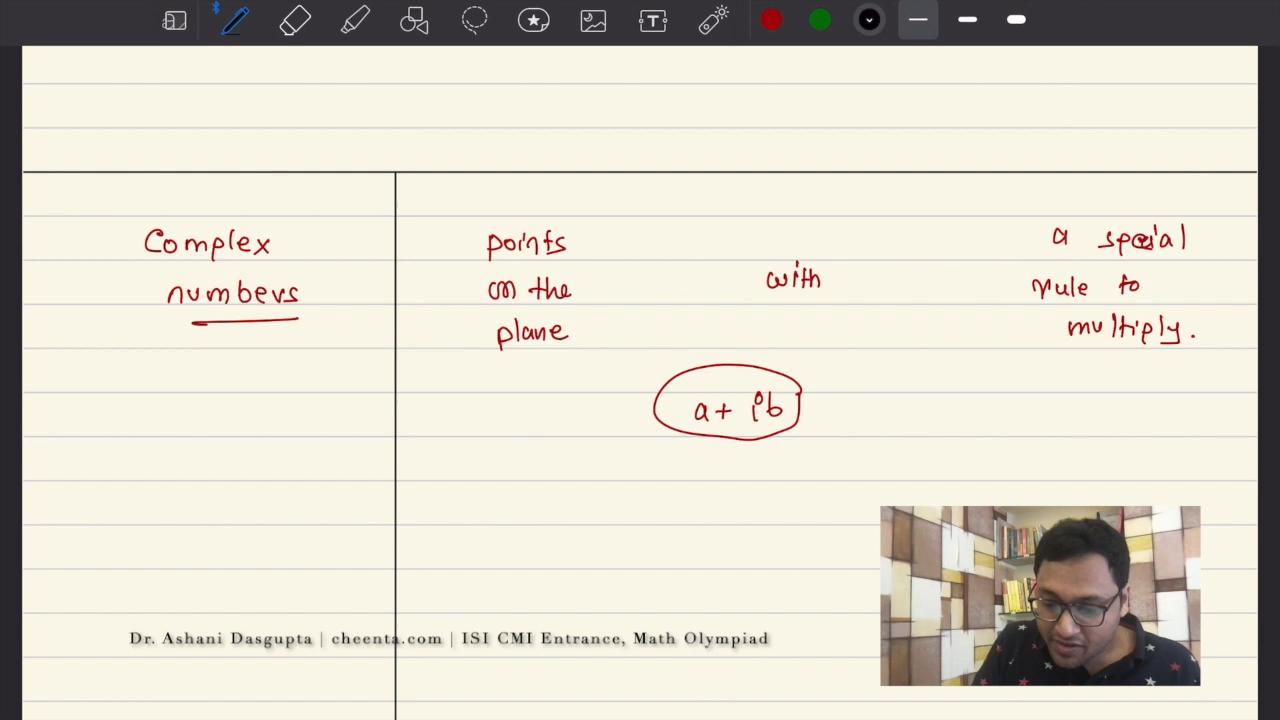 Complex
numbers
points
on the
plane
with
a special
rule to
multiply.
a + ib
Dr. Ashani Dasgupta | cheenta.com | ISI CMI Entrance, Math Olympiad